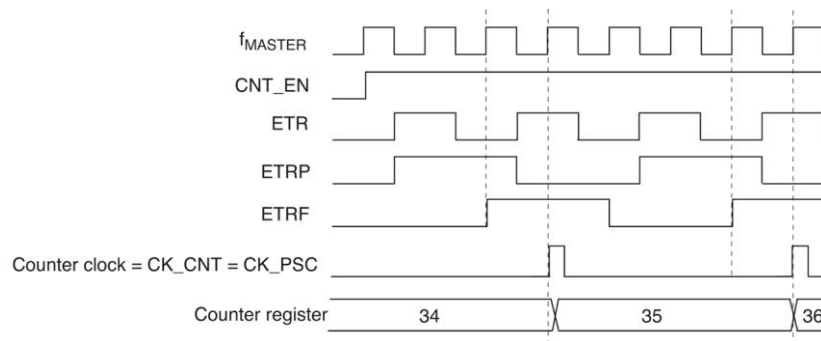 fMASTER
CNT_EN
ETR
ETRP
ETRF
Counter clock = CK_CNT = CK_PSC
Counter register 34 35 36